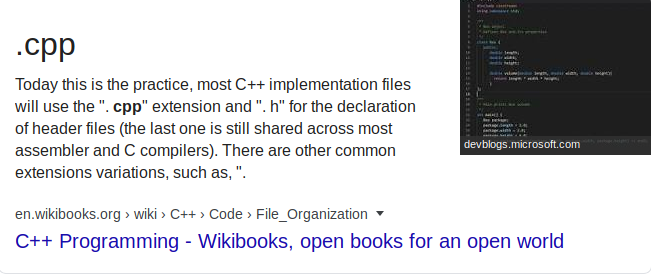 .cpp
Today this is the practice, most C++ implementation files
will use the ". cpp" extension and ". h" for the declaration
of header files (the last one is still shared across most
assembler and C compilers). There are other common
extensions variations, such as, ".
devblogs.microsoft.com
en.wikibooks.org › wiki › C++ › Code › File_Organization
C++ Programming - Wikibooks, open books for an open world